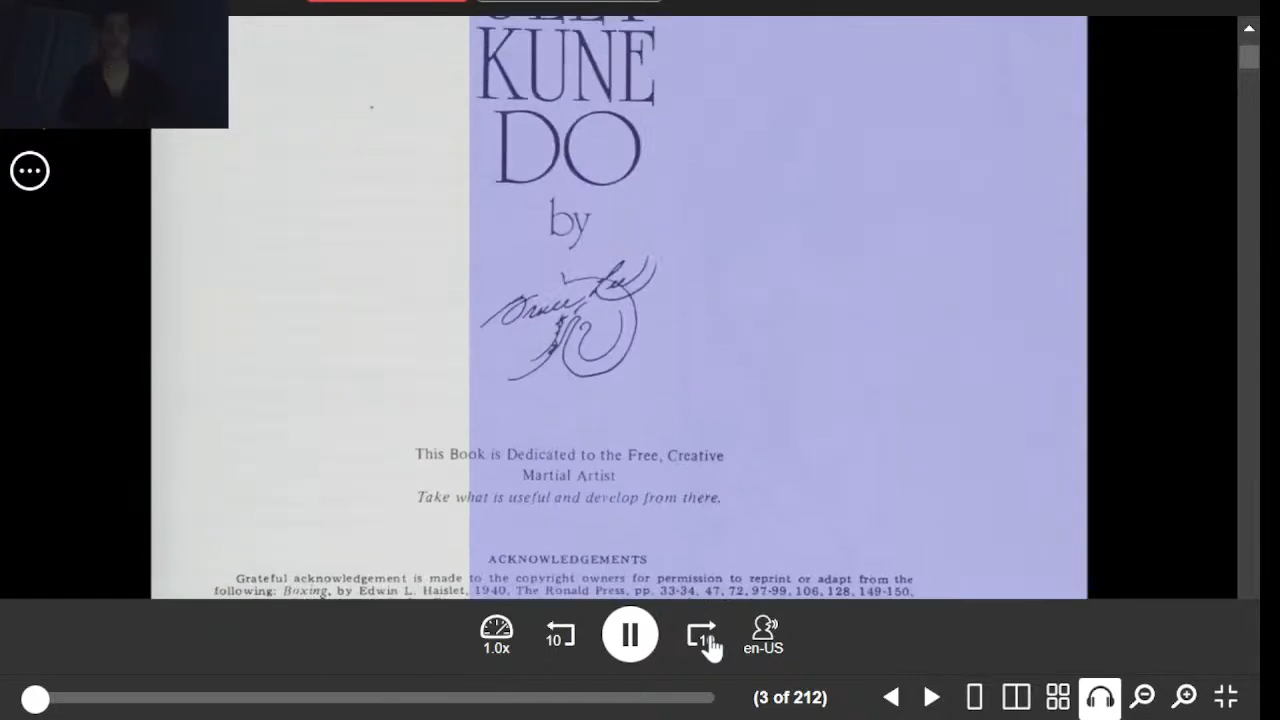 KUNE
DO
by
Bruce Lee
This Book is Dedicated to the Free, Creative
Martial Artist
Take what is useful and develop from there.
ACKNOWLEDGEMENTS
Grateful acknowledgement is made to the copyright owners for permission to reprint or adapt from the
following: Boxing, by Edwin L. Haislet, 1940, The Ronald Press, pp. 33-34, 47, 72, 97-99, 106, 128, 149-150,
1.0x
10
10
en-US
(3 of 212)